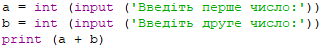 a = int (input ('Введіть перше число:'))
b = int (input ('Введіть друге число:'))
print (a + b)